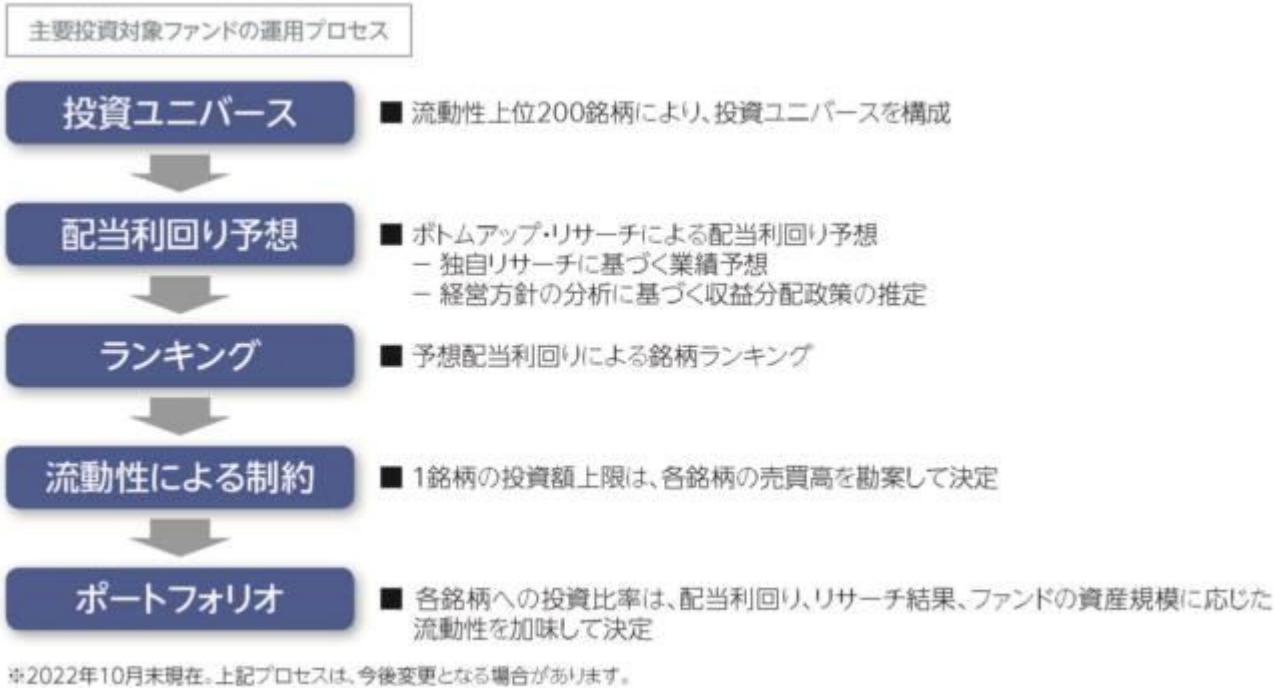 主要投資対象ファンドの運用プロセス
投資ユニバース
■ 流動性上位200銘柄により、投資ユニバースを構成
配当利回り予想
■ ボトムアップ・リサーチによる配当利回り予想
− 独自リサーチに基づく業績予想
− 経営方針の分析に基づく収益分配政策の推定
ランキング
■ 予想配当利回りによる銘柄ランキング
流動性による制約
■ 1銘柄の投資額上限は、各銘柄の売買高を勘案して決定
ポートフォリオ
■ 各銘柄への投資比率は、配当利回り、リサーチ結果、ファンドの資産規模に応じた
流動性を加味して決定
※2022年10月末現在。上記プロセスは、今後変更となる場合があります。